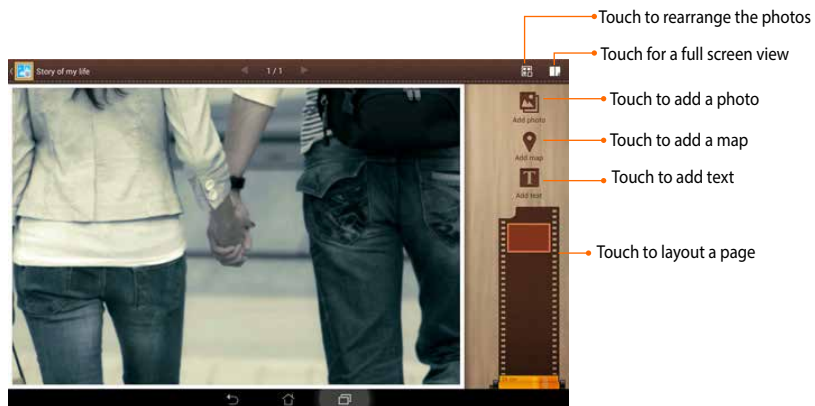 Touch to rearrange the photos
Touch for a full screen view
Story of my life
1/1
Touch to add a photo
Add photo
Touch to add a map
Add map
Touch to add text
Add text
Touch to layout a page